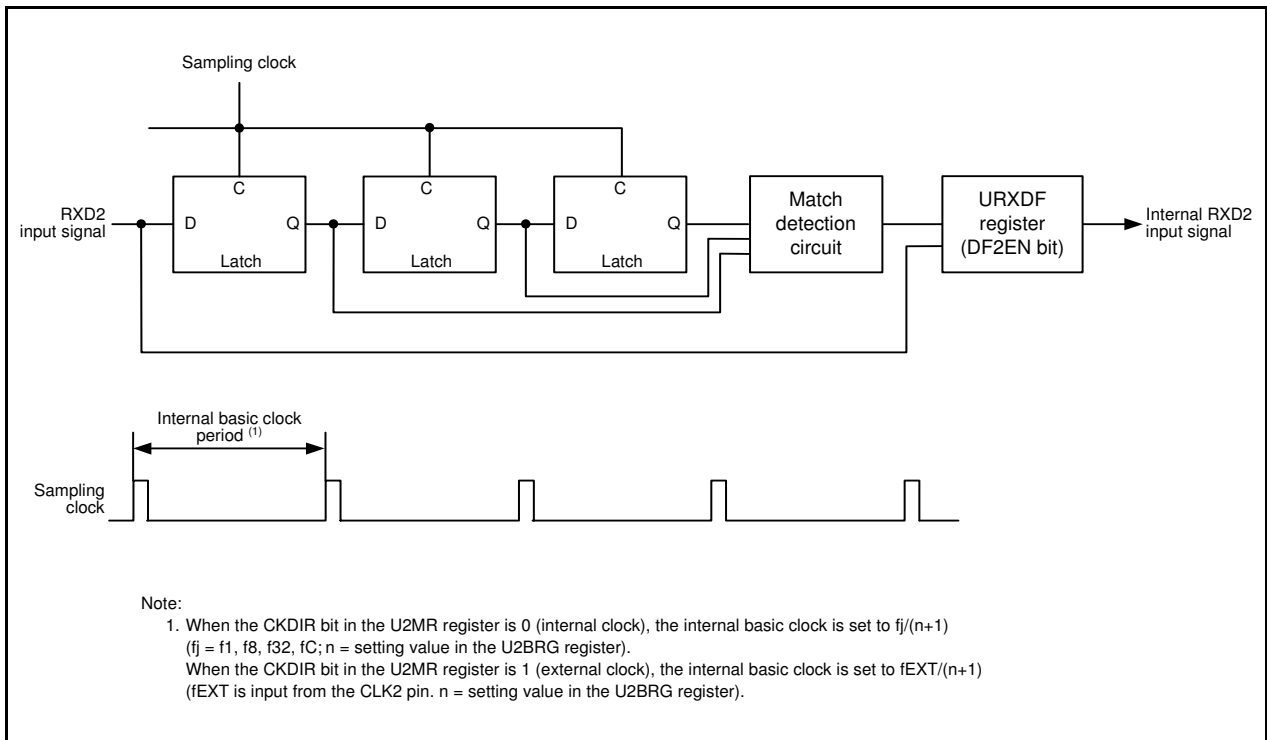 Sampling clock
C
C
C
RXD2
input signal
D
Q
D
Q
D
Q
Latch
Latch
Latch
Match
detection
circuit
URXDF
register
(DF2EN bit)
Internal RXD2
input signal
Internal basic clock
period (1)
Sampling
clock
Note:
1. When the CKDIR bit in the U2MR register is 0 (internal clock), the internal basic clock is set to fj/(n+1)
(fj = f1, f8, f32, fC; n = setting value in the U2BRG register).
When the CKDIR bit in the U2MR register is 1 (external clock), the internal basic clock is set to fEXT/(n+1)
(fEXT is input from the CLK2 pin. n = setting value in the U2BRG register).